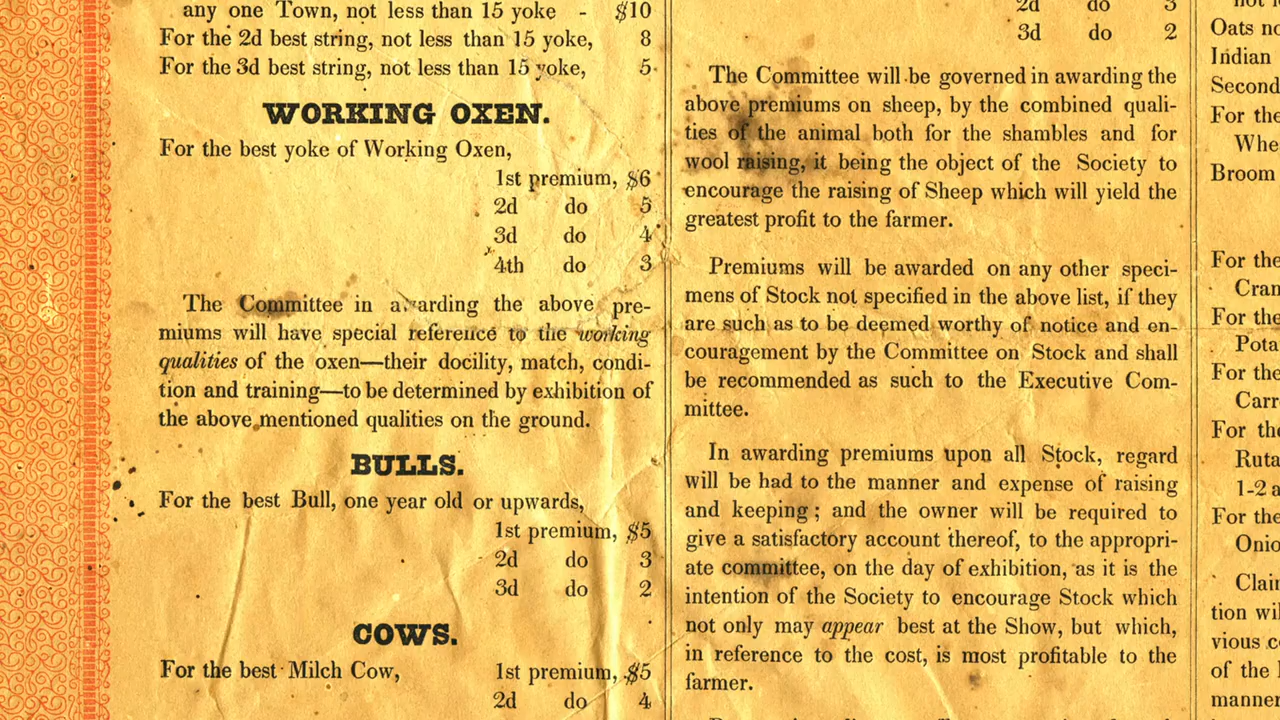 any one Town, not less than 15 yoke - $10
For the 2d best string, not less than 15 yoke, 8
For the 3d best string, not less than 15 yoke, 5
WORKING OXEN.
For the best yoke of Working Oxen,
1st premium, $6
2d do 5
3d do 4
4th do 3
The Committee in awarding the above pre-
miums will have special reference to the working
qualities of the oxen—their docility, match, condi-
tion and training—to be determined by exhibition of
the above mentioned qualities on the ground.
BULLS.
For the best Bull, one year old or upwards,
1st premium, $5
2d do 3
3d do 2
COWS.
For the best Milch Cow, 1st premium, $5
2d do 4
2d do 3
3d do 2
The Committee will be governed in awarding the
above premiums on sheep, by the combined quali-
ties of the animal both for the shambles and for
wool raising, it being the object of the Society to
encourage the raising of Sheep which will yield the
greatest profit to the farmer.
Premiums will be awarded on any other speci-
mens of Stock not specified in the above list, if they
are such as to be deemed worthy of notice and en-
couragement by the Committee on Stock and shall
be recommended as such to the Executive Com-
mittee.
In awarding premiums upon all Stock, regard
will be had to the manner and expense of raising
and keeping; and the owner will be required to
give a satisfactory account thereof, to the appropri-
ate committee, on the day of exhibition, as it is the
intention of the Society to encourage Stock which
not only may appear best at the Show, but which,
in reference to the cost, is most profitable to the
farmer.
Oats no
Indian
Second
For the
Whe
Broom
For the
Cran
For the
Pota
For the
Carr
For the
Ruta
1-2 a
For the
Onio
Clai
tion wil
vious c
of the
manner